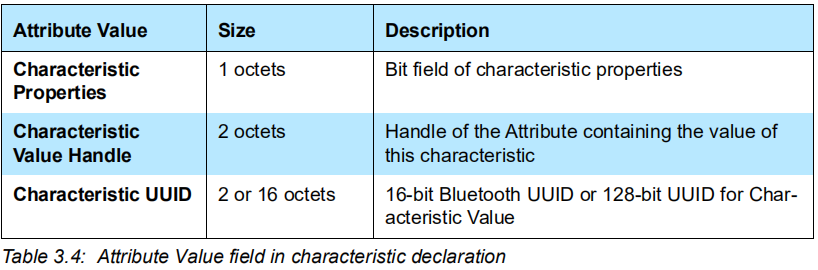 Attribute Value Size Description
Characteristic Properties 1 octets Bit field of characteristic properties
Characteristic Value Handle 2 octets Handle of the Attribute containing the value of
this characteristic
Characteristic UUID 2 or 16 octets 16-bit Bluetooth UUID or 128-bit UUID for Char-
acteristic Value
Table 3.4: Attribute Value field in characteristic declaration